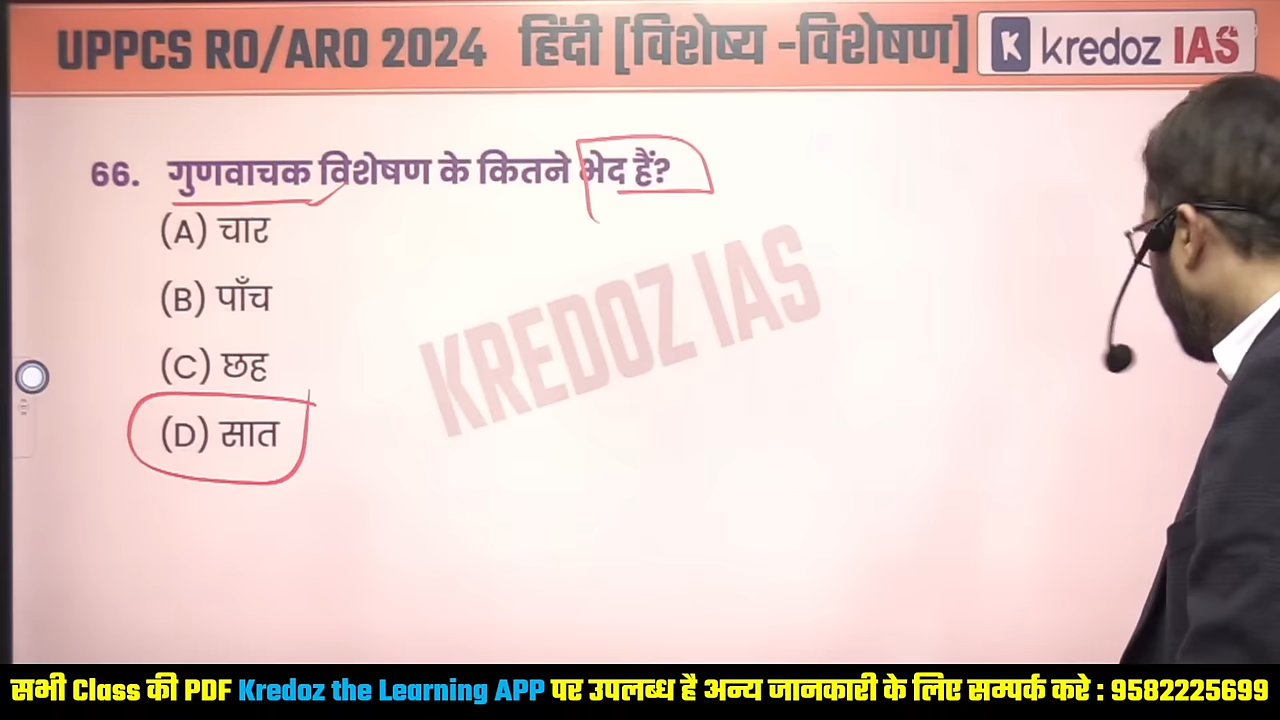 UPPCS RO/ARO 2024 हिंदी [विशेष्य -विशेषण]
K kredoz IAS
66. गुणवाचक विशेषण के कितने भेद हैं?
(A) चार
(B) पाँच
(C) छह
(D) सात
KREDOZ IAS
सभी Class की PDF Kredoz the Learning APP पर उपलब्ध है अन्य जानकारी के लिए सम्पर्क करे : 9582225699